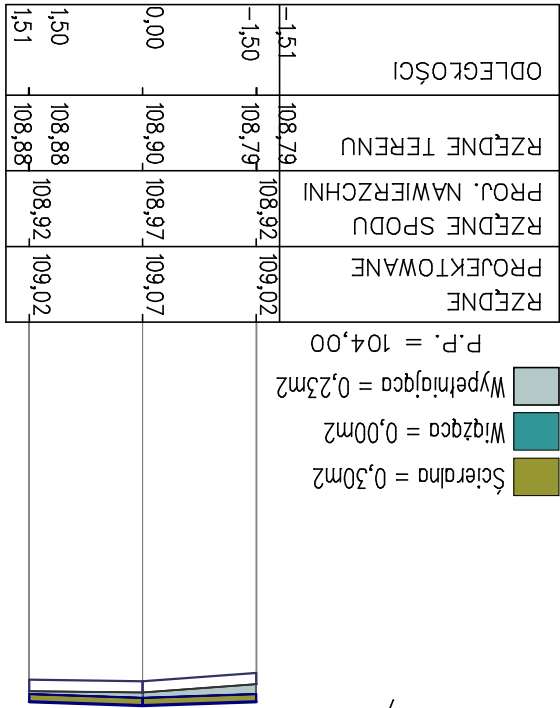 Ścieralna = 0,30m2
Wiążąca = 0,00m2
Wypełniająca = 0,23m2
P.P. = 104,00
RZĘDNE
PROJEKTOWANE
109,02
109,07
109,02
RZĘDNE SPODU
PROJ. NAWIERZCHNI
108,92
108,97
108,92
RZĘDNE TERENU
108,79
108,79
108,90
108,88
108,88
ODLEGŁOŚCI
-1,51
-1,50
0,00
1,50
1,51